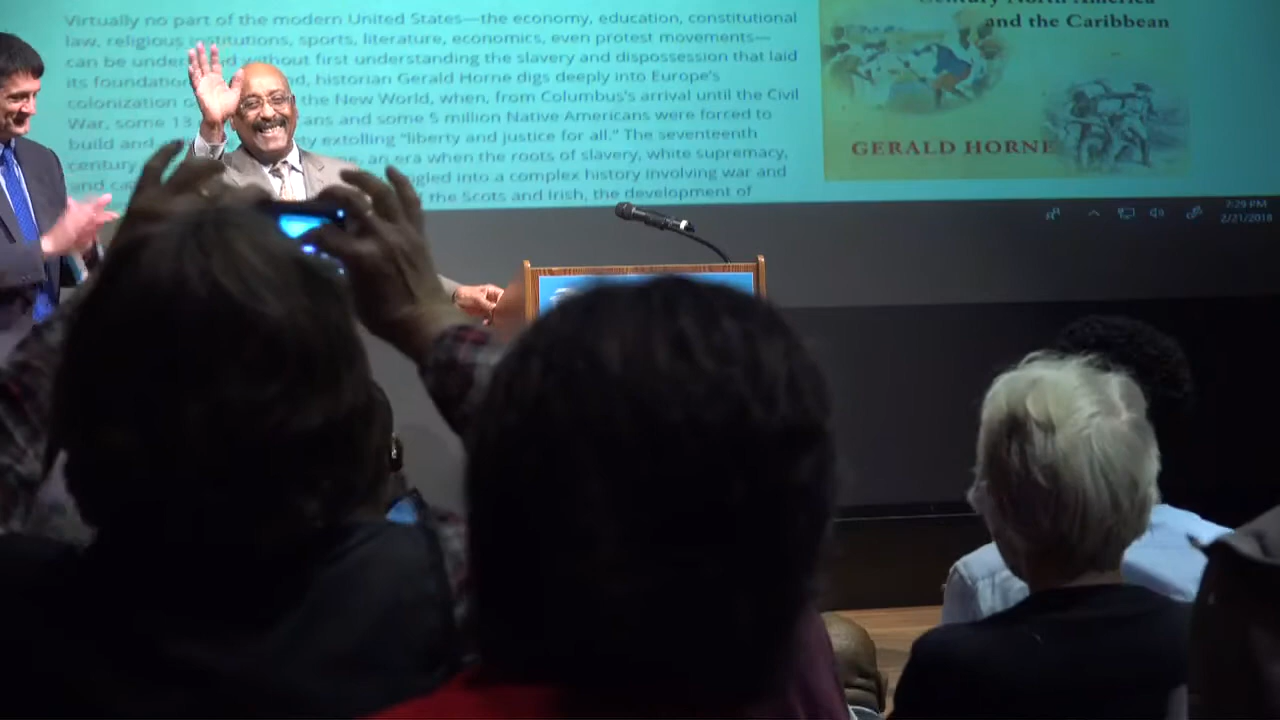 Virtually no part of the modern United States—the economy, education, constitutional
law, religious institutions, sports, literature, economics, even protest movements—
can be without first understanding the slavery and dispossession that laid
its historian Gerald Horne digs deeply into Europe's
colonization the New World, when, from Columbus's arrival until the Civil
War, some 13 and some 5 million Native Americans were forced to
build and extolling "liberty and justice for all." The seventeenth
century an era when the roots of slavery, white supremacy,
and into a complex history involving war and
the Scots and Irish, the development of
Century North America
and the Caribbean
GERALD HORNE
7:29 PM
2/21/2018